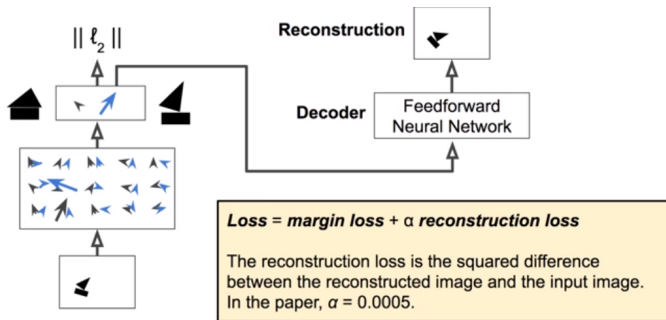 || ℓ2 ||
Reconstruction
Decoder
Feedforward
Neural Network
Loss = margin loss + α reconstruction loss
The reconstruction loss is the squared difference
between the reconstructed image and the input image.
In the paper, α = 0.0005.